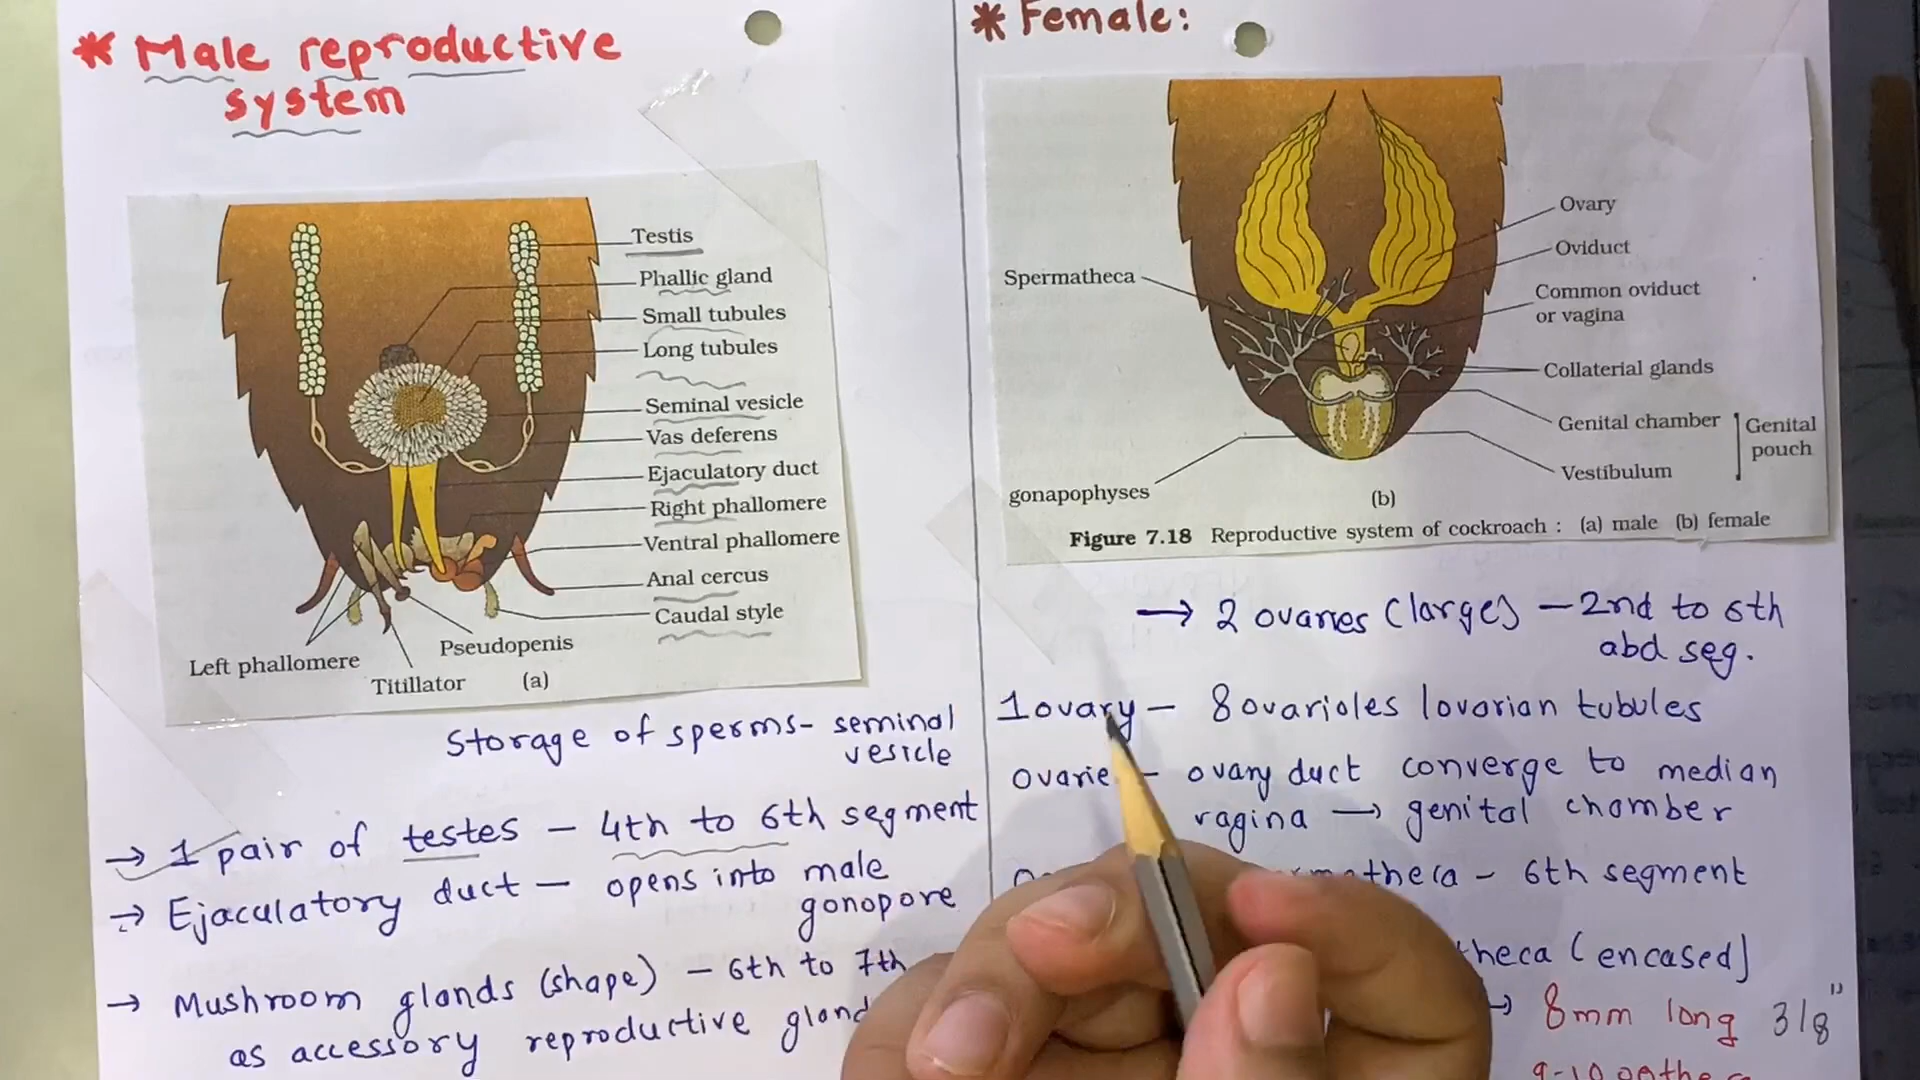 * Male reproductive
system
Testis
Phallic gland
Small tubules
Long tubules
Seminal vesicle
Vas deferens
Ejaculatory duct
Right phallomere
Ventral phallomere
Anal cercus
Caudal style
Pseudopenis
Left phallomere
Titillator
(a)
Storage of sperms- seminal
vesicle
→ 1 pair of testes - 4th to 6th segment
→ Ejaculatory duct - opens into male
gonopore
→ Mushroom glands (shape) - 6th to 7th
as accessory reproductive gland
* Female:
Ovary
Oviduct
Spermatheca
Common oviduct
or vagina
Collaterial glands
Genital chamber
Genital
pouch
Vestibulum
gonapophyses
(b)
Figure 7.18 Reproductive system of cockroach : (a) male (b) female
→ 2 ovaries (large) - 2nd to 6th
abd seg.
1 ovary - 8 ovarioles lovarian tubules
ovarie - ovary duct converge to median
vagina → genital chamber
- 6th segment
theca (encased)
→ 8mm long 3/8"